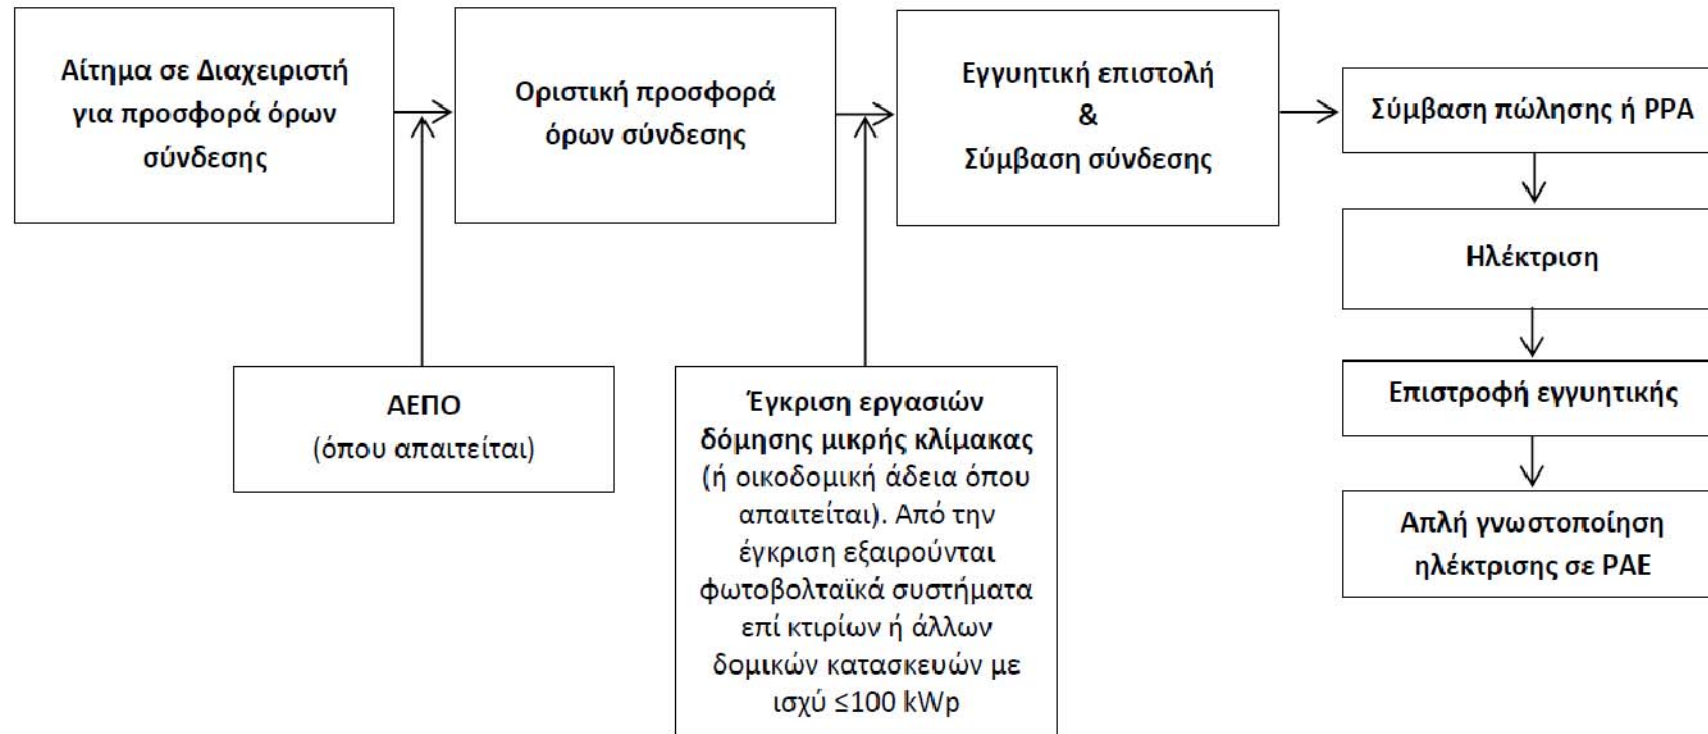 Αίτημα σε Διαχειριστή
για προσφορά όρων
σύνδεσης
Οριστική προσφορά
όρων σύνδεσης
Εγγυητική επιστολή
&
Σύμβαση σύνδεσης
Σύμβαση πώλησης ή PPA
Ηλέκτριση
Επιστροφή εγγυητικής
Απλή γνωστοποίηση
ηλέκτρισης σε ΡΑΕ
ΑΕΠΟ
(όπου απαιτείται)
Έγκριση εργασιών
δόμησης μικρής κλίμακας
(ή οικοδομική άδεια όπου
απαιτείται). Από την
έγκριση εξαιρούνται
φωτοβολταϊκά συστήματα
επί κτιρίων ή άλλων
δομικών κατασκευών με
ισχύ ≤100 kWp